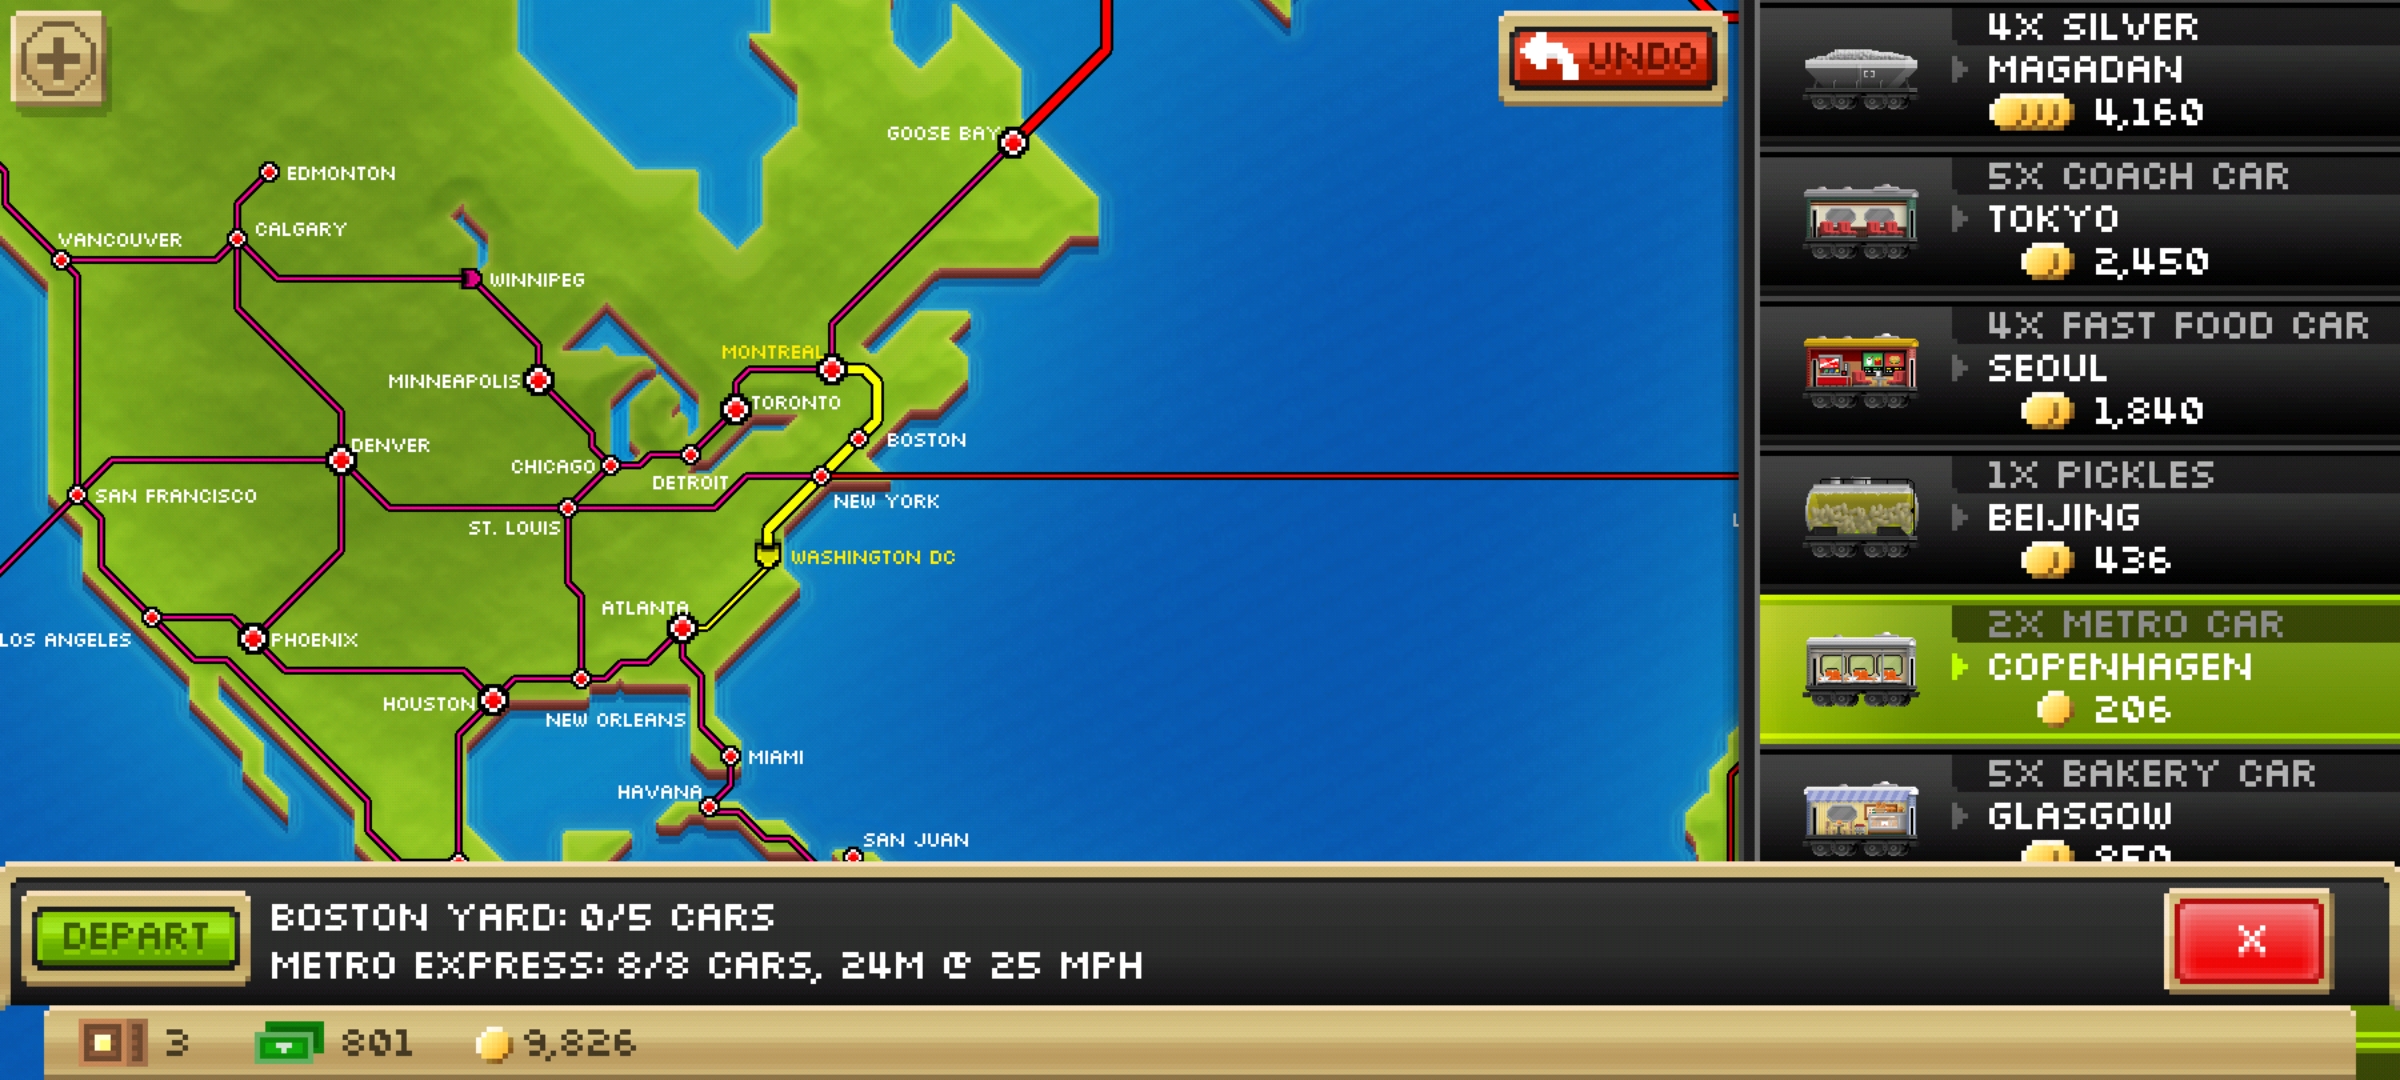 UNDO
GOOSE BAY
EDMONTON
CALGARY
VANCOUVER
WINNIPEG
MONTREAL
MINNEAPOLIS
TORONTO
DENVER
BOSTON
CHICAGO
DETROIT
SAN FRANCISCO
NEW YORK
ST. LOUIS
WASHINGTON DC
ATLANTA
LOS ANGELES
PHOENIX
HOUSTON
NEW ORLEANS
MIAMI
HAVANA
SAN JUAN
4X SILVER
MAGADAN
4,160
5X COACH CAR
TOKYO
2,450
4X FAST FOOD CAR
SEOUL
1,840
1X PICKLES
BEIJING
436
2X METRO CAR
COPENHAGEN
206
5X BAKERY CAR
GLASGOW
DEPART
BOSTON YARD: 0/5 CARS
METRO EXPRESS: 8/8 CARS, 24M @ 25 MPH
X
3
801
9,826